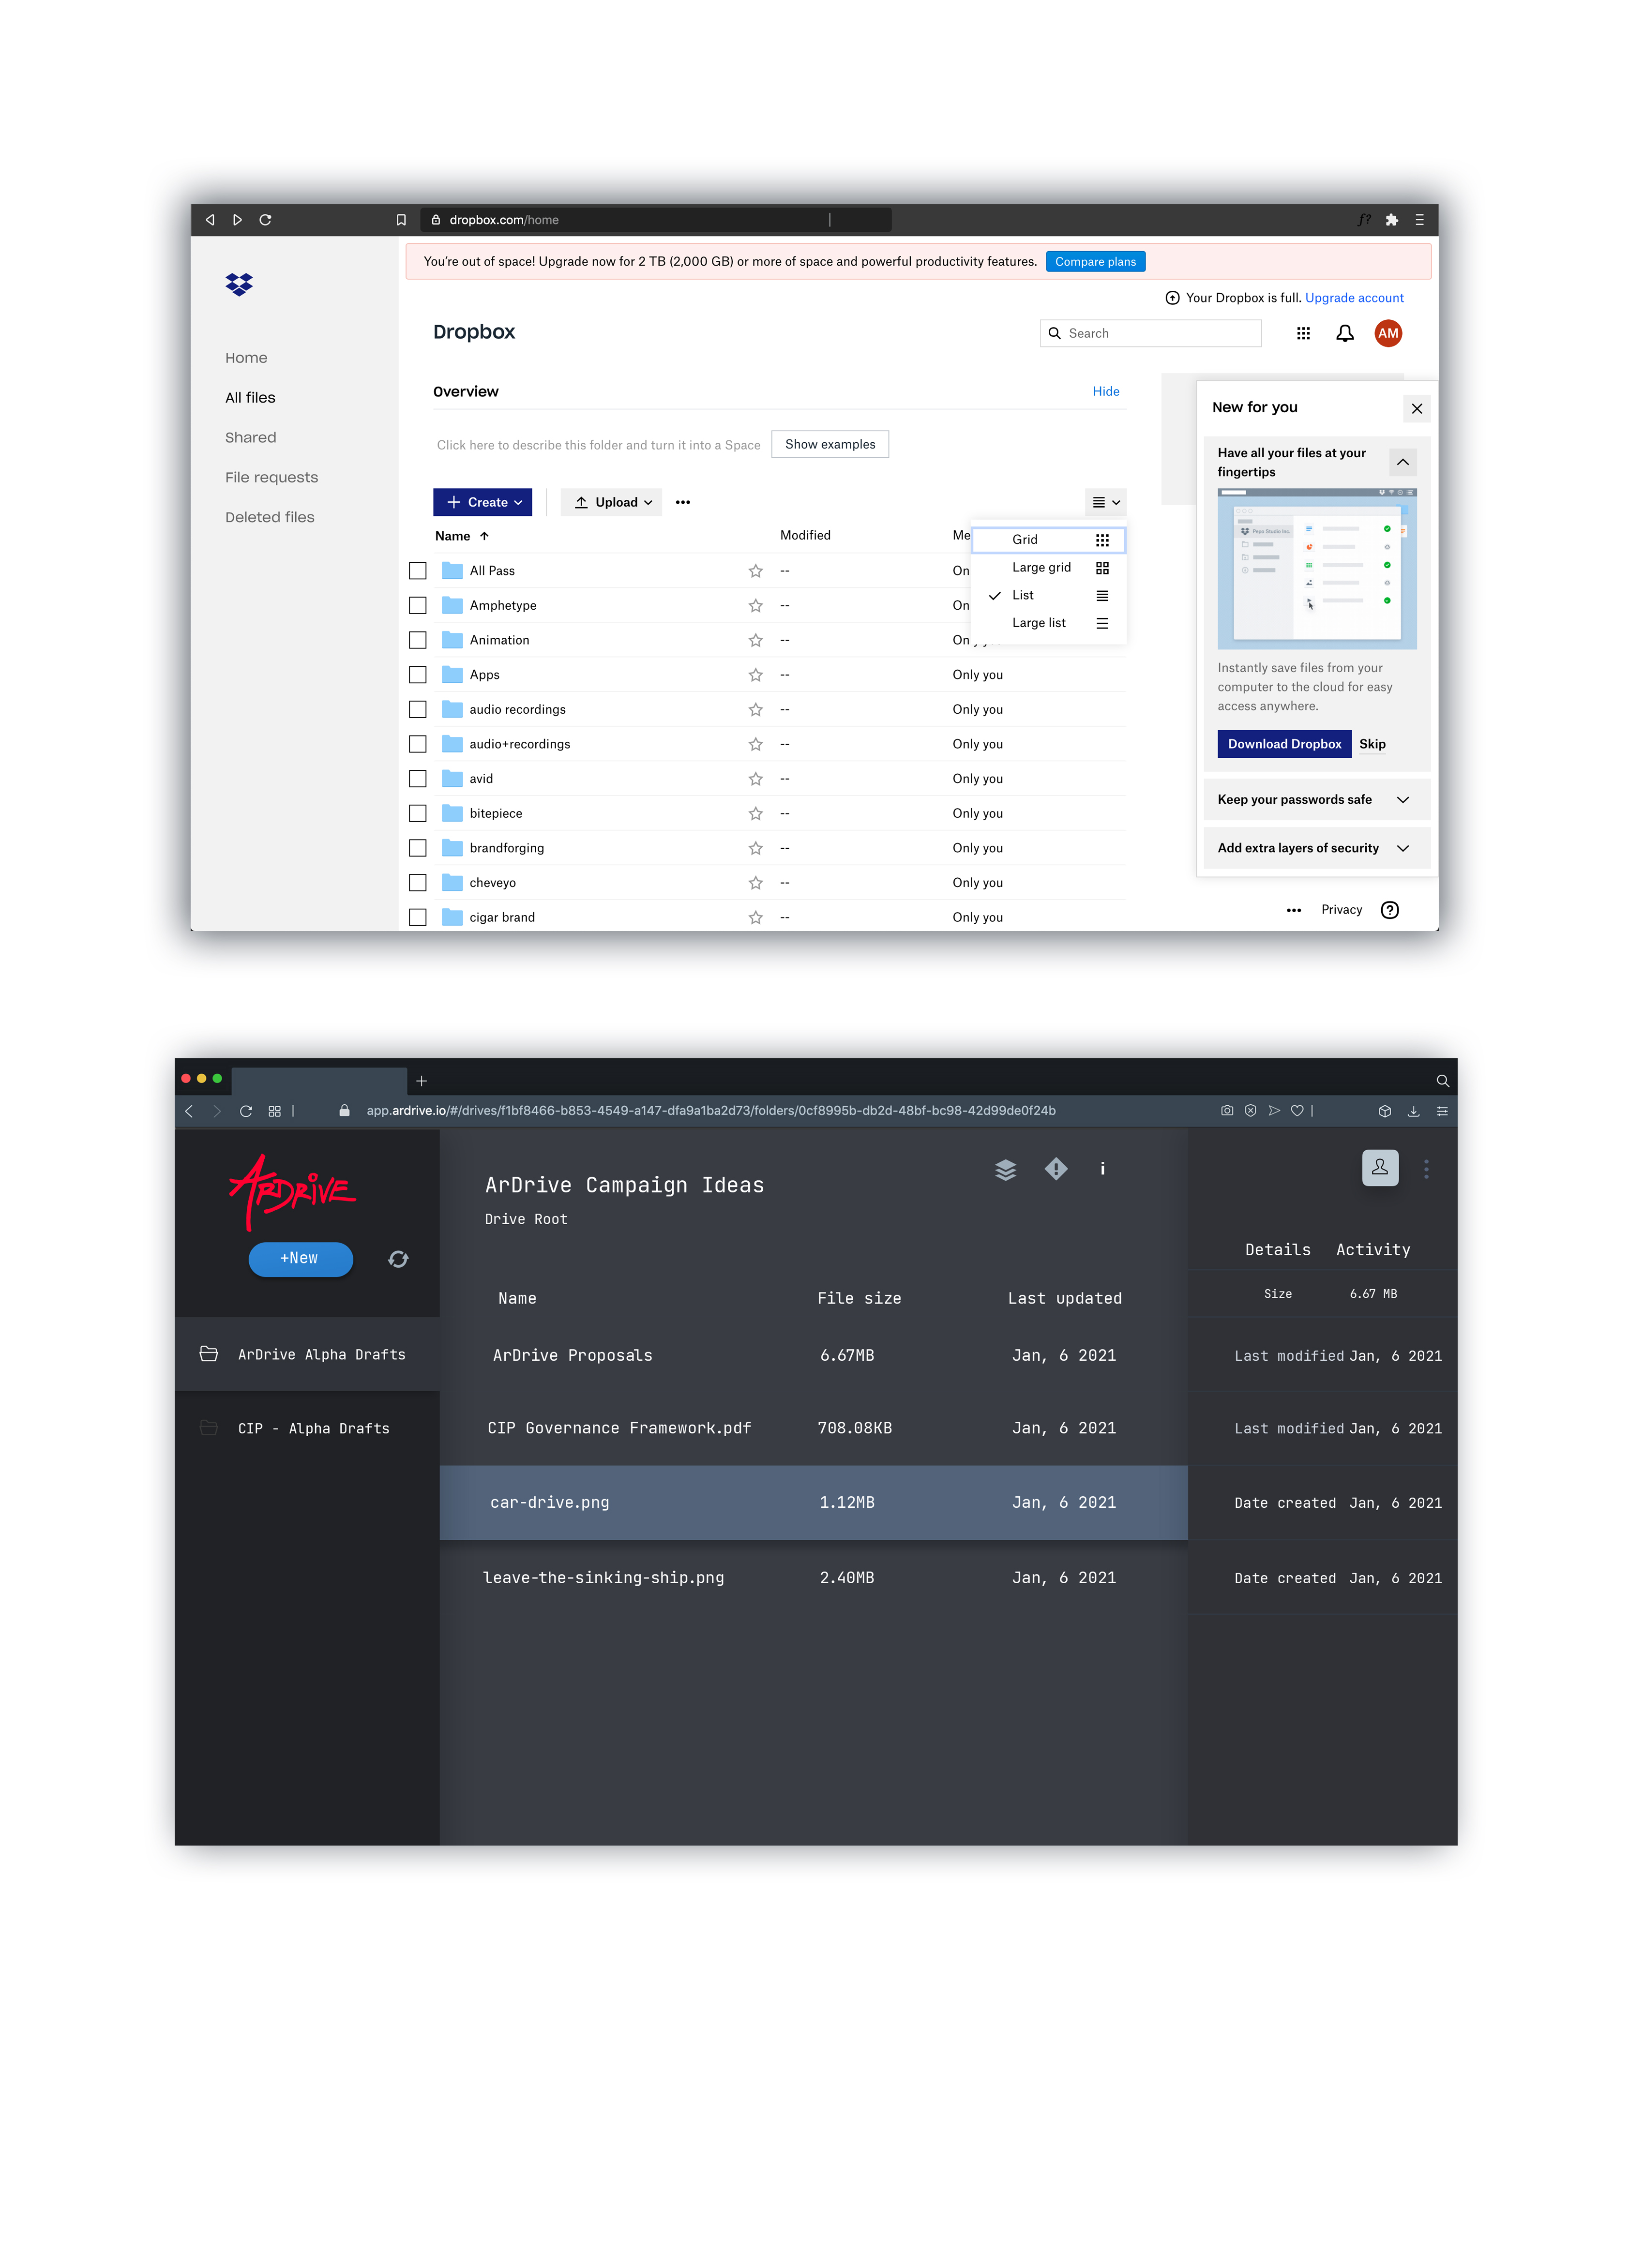 dropbox.com/home
f?
You're out of space! Upgrade now for 2 TB (2,000 GB) or more of space and powerful productivity features. Compare plans
Your Dropbox is full. Upgrade account
Dropbox
Search
AM
Home
All files
Shared
File requests
Deleted files
Overview
Hide
Click here to describe this folder and turn it into a Space
Show examples
Create
Upload
Name
Modified
Me
Grid
Large grid
List
Large list
All Pass -- On
Amphetype -- On
Animation -- On
Apps -- Only you
audio recordings -- Only you
audio+recordings -- Only you
avid -- Only you
bitepiece -- Only you
brandforging -- Only you
cheveyo -- Only you
cigar brand -- Only you
New for you
Have all your files at your
fingertips
Pepe Studio Inc.
Instantly save files from your
computer to the cloud for easy
access anywhere.
Download Dropbox Skip
Keep your passwords safe
Add extra layers of security
Privacy
app.ardrive.io/#/drives/f1bf8466-b853-4549-a147-dfa9a1ba2d73/folders/0cf8995b-db2d-48bf-bc98-42d99de0f24b
ARDRIVE
+New
ArDrive Alpha Drafts
CIP - Alpha Drafts
ArDrive Campaign Ideas
Drive Root
i
Name File size Last updated
ArDrive Proposals 6.67MB Jan, 6 2021
CIP Governance Framework.pdf 708.08KB Jan, 6 2021
car-drive.png 1.12MB Jan, 6 2021
leave-the-sinking-ship.png 2.40MB Jan, 6 2021
Details Activity
Size 6.67 MB
Last modified Jan, 6 2021
Last modified Jan, 6 2021
Date created Jan, 6 2021
Date created Jan, 6 2021